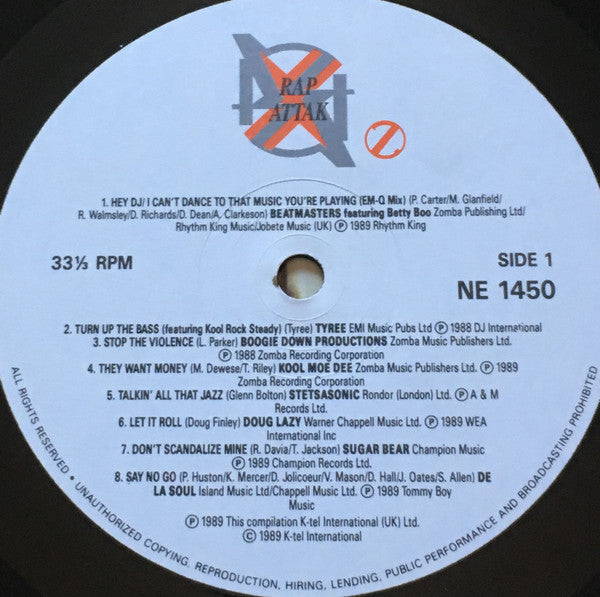 RAP
ATTAK
2
1. HEY DJ/I CAN'T DANCE TO THAT MUSIC YOU'RE PLAYING (EM-Q Mix) (P. Carter/M. Glanfield/
R. Walmsley/D. Richards/D. Dean/A. Clarkeson) BEATMASTERS featuring Betty Boo Zomba Publishing Ltd/
Rhythm King Music/Jobete Music (UK) Ⓟ 1989 Rhythm King
33⅓ RPM
SIDE 1
NE 1450
2. TURN UP THE BASS (featuring Kool Rock Steady) (Tyree) TYREE EMI Music Pubs Ltd Ⓟ 1988 DJ International
3. STOP THE VIOLENCE (L. Parker) BOOGIE DOWN PRODUCTIONS Zomba Music Publishers Ltd.
Ⓟ 1988 Zomba Recording Corporation
4. THEY WANT MONEY (M. Dewese/T. Riley) KOOL MOE DEE Zomba Music Publishers Ltd. Ⓟ 1989
Zomba Recording Corporation
5. TALKIN' ALL THAT JAZZ (Glenn Bolton) STETSASONIC Rondor (London) Ltd. Ⓟ A & M
Records Ltd.
6. LET IT ROLL (Doug Finley) DOUG LAZY Warner Chappell Music Ltd. Ⓟ 1989 WEA
International Inc
7. DON'T SCANDALIZE MINE (R. Davia/T. Jackson) SUGAR BEAR Champion Music
Ⓟ 1989 Champion Records Ltd.
8. SAY NO GO (P. Huston/K. Mercer/D. Jolicoeur/V. Mason/D. Hall/J. Oates/S. Allen) DE
LA SOUL Island Music Ltd/Chappell Music Ltd. Ⓟ 1989 Tommy Boy
Music
Ⓟ 1989 This compilation K-tel International (UK) Ltd.
© 1989 K-tel International
ALL RIGHTS RESERVED • UNAUTHORIZED COPYING, REPRODUCTION, HIRING, LENDING, PUBLIC PERFORMANCE AND BROADCASTING PROHIBITED